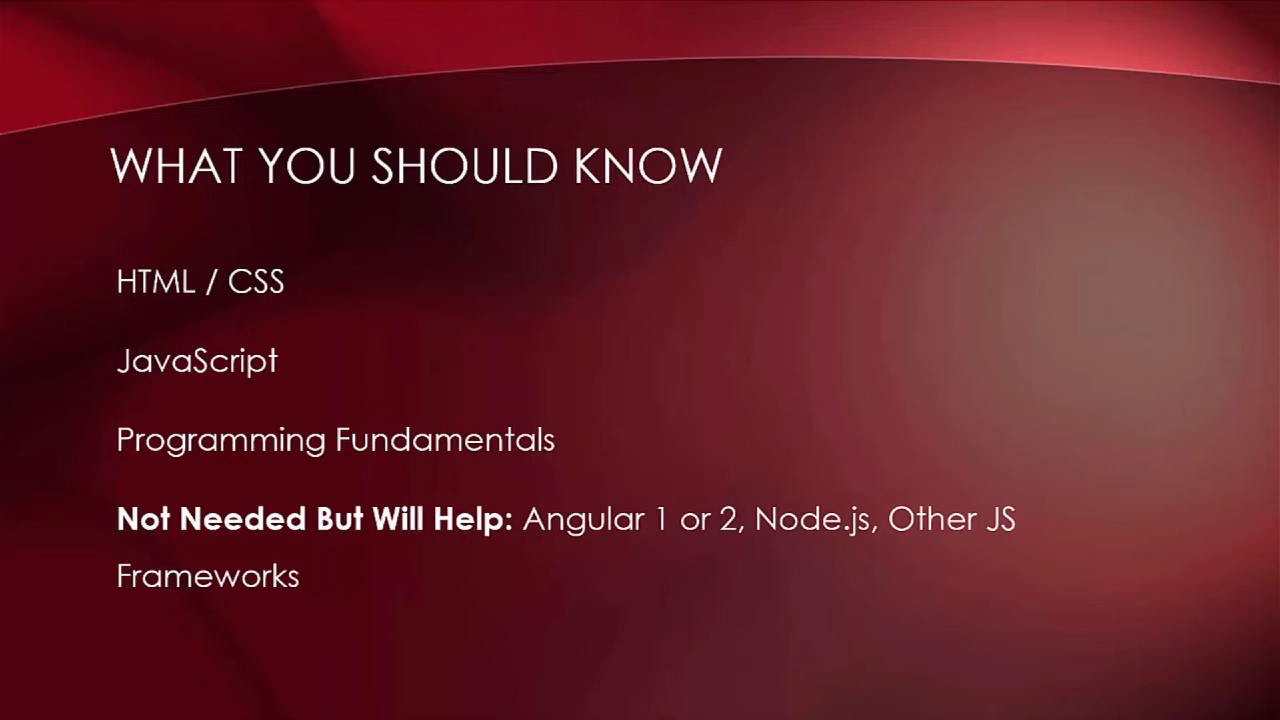 WHAT YOU SHOULD KNOW
HTML / CSS
JavaScript
Programming Fundamentals
Not Needed But Will Help: Angular 1 or 2, Node.js, Other JS
Frameworks